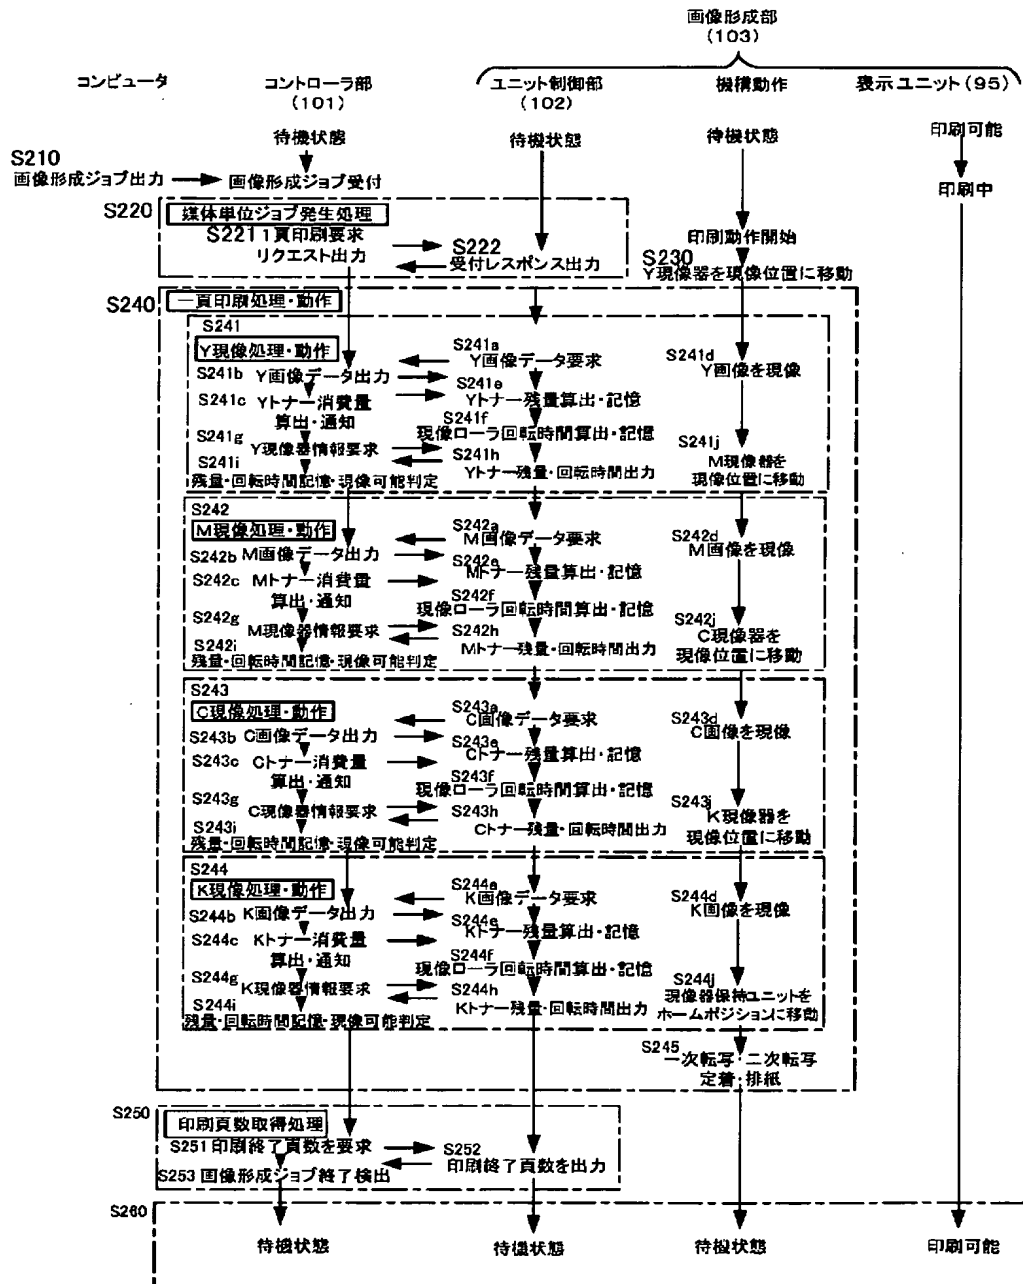 画像形成部
(103)
コンピュータ
コントローラ部
(101)
ユニット制御部
(102)
機構動作
表示ユニット(95)
待機状態
待機状態
待機状態
印刷可能
S210
画像形成ジョブ出力
画像形成ジョブ受付
印刷中
S220
媒体単位ジョブ発生処理
S221 1頁印刷要求
リクエスト出力
S222
受付レスポンス出力
印刷動作開始
S230
Y現像器を現像位置に移動
S240
一頁印刷処理・動作
S241
Y現像処理・動作
S241a
Y画像データ要求
S241b
Y画像データ出力
S241d
Y画像を現像
S241c
Yトナー消費量
算出・通知
S241e
Yトナー残量算出・記憶
S241f
現像ローラ回転時間算出・記憶
S241g
Y現像器情報要求
S241h
Yトナー残量・回転時間出力
S241i
残量・回転時間記憶・現像可能判定
S241j
M現像器を
現像位置に移動
S242
M現像処理・動作
S242a
M画像データ要求
S242b
M画像データ出力
S242d
M画像を現像
S242c
Mトナー消費量
算出・通知
S242e
Mトナー残量算出・記憶
S242f
現像ローラ回転時間算出・記憶
S242g
M現像器情報要求
S242h
Mトナー残量・回転時間出力
S242i
残量・回転時間記憶・現像可能判定
S242j
C現像器を
現像位置に移動
S243
C現像処理・動作
S243a
C画像データ要求
S243b
C画像データ出力
S243d
C画像を現像
S243c
Cトナー消費量
算出・通知
S243e
Cトナー残量算出・記憶
S243f
現像ローラ回転時間算出・記憶
S243g
C現像器情報要求
S243h
Cトナー残量・回転時間出力
S243i
残量・回転時間記憶・現像可能判定
S243j
K現像器を
現像位置に移動
S244
K現像処理・動作
S244a
K画像データ要求
S244b
K画像データ出力
S244d
K画像を現像
S244c
Kトナー消費量
算出・通知
S244e
Kトナー残量算出・記憶
S244f
現像ローラ回転時間算出・記憶
S244g
K現像器情報要求
S244h
Kトナー残量・回転時間出力
S244i
残量・回転時間記憶・現像可能判定
S244j
現像器保持ユニットを
ホームポジションに移動
S245
一次転写・二次転写
定着・排紙
S250
印刷頁数取得処理
S251 印刷終了頁数を要求
S252
印刷終了頁数を出力
S253 画像形成ジョブ終了検出
S260
待機状態
待機状態
待機状態
印刷可能